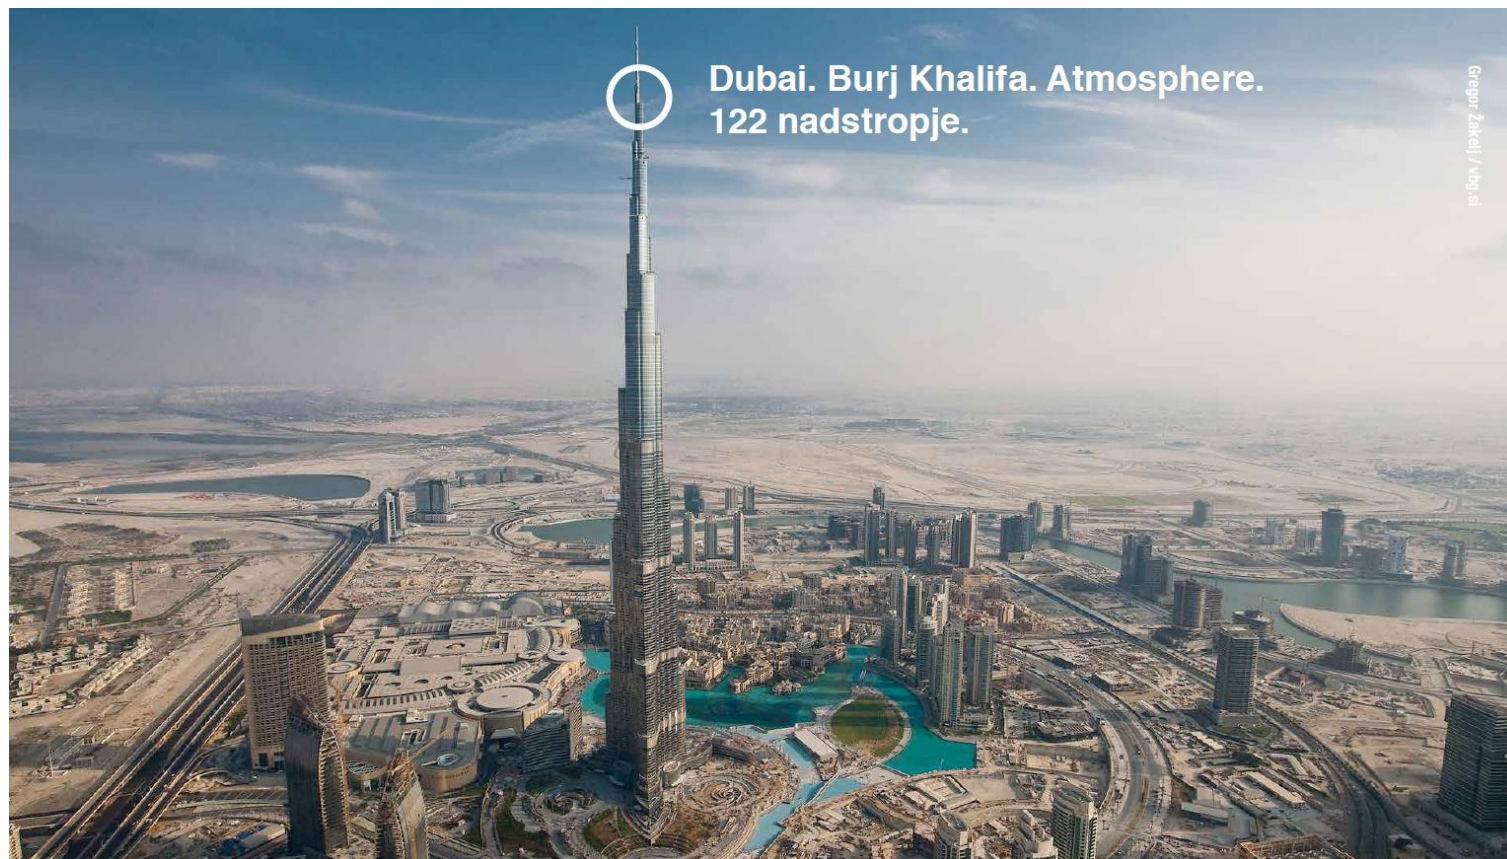 Dubai. Burj Khalifa. Atmosphere.
122 nadstropje.
Gregor Žakelj / vbg.si